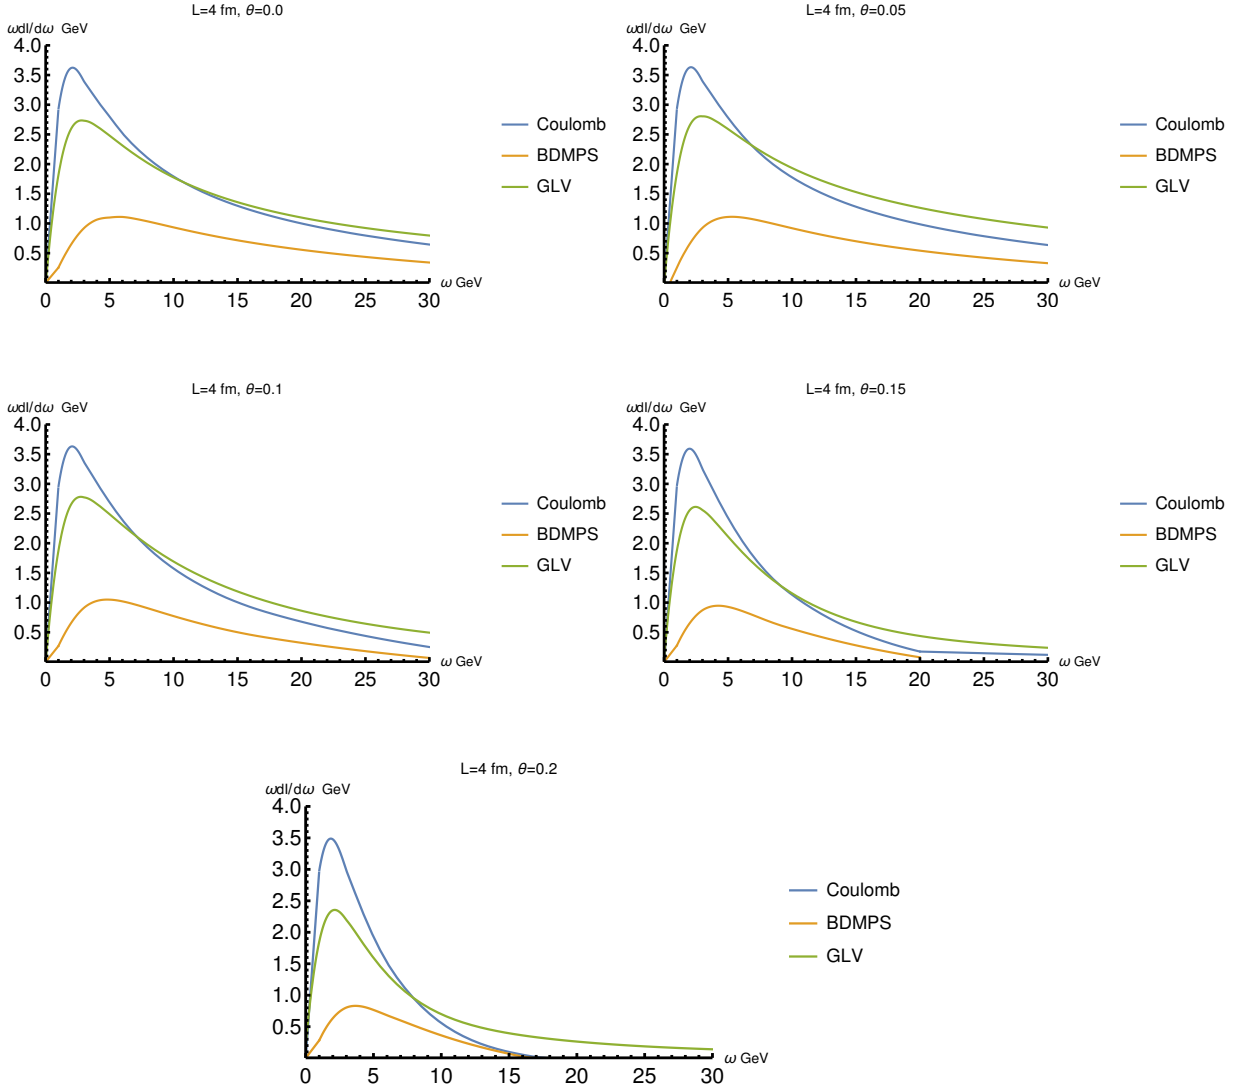 L=4 fm, θ=0.0
ωdI/dω GeV
4.0
3.5
3.0
2.5
2.0
1.5
1.0
0.5
0 5 10 15 20 25 30
ω GeV
Coulomb
BDMPS
GLV
L=4 fm, θ=0.05
ωdI/dω GeV
4.0
3.5
3.0
2.5
2.0
1.5
1.0
0.5
0 5 10 15 20 25 30
ω GeV
Coulomb
BDMPS
GLV
L=4 fm, θ=0.1
ωdI/dω GeV
4.0
3.5
3.0
2.5
2.0
1.5
1.0
0.5
0 5 10 15 20 25 30
ω GeV
Coulomb
BDMPS
GLV
L=4 fm, θ=0.15
ωdI/dω GeV
4.0
3.5
3.0
2.5
2.0
1.5
1.0
0.5
0 5 10 15 20 25 30
ω GeV
Coulomb
BDMPS
GLV
L=4 fm, θ=0.2
ωdI/dω GeV
4.0
3.5
3.0
2.5
2.0
1.5
1.0
0.5
0 5 10 15 20 25 30
ω GeV
Coulomb
BDMPS
GLV